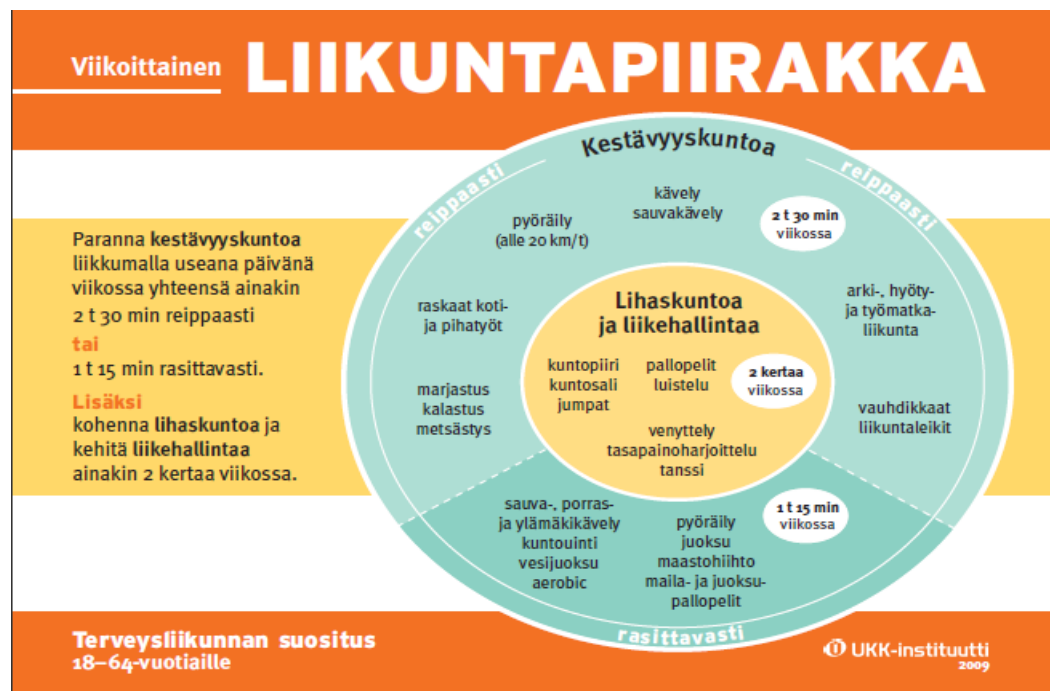 Viikoittainen LIIKUNTAPIIRAKKA
Paranna kestävyyskuntoa
liikkumalla useana päivänä
viikossa yhteensä ainakin
2 t 30 min reippaasti
tai
1 t 15 min rasittavasti.
Lisäksi
kohenna lihaskuntoa ja
kehitä liikehallintaa
ainakin 2 kertaa viikossa.
Kestävyyskuntoa
reippaasti
reippaasti
kävely
sauvakävely
2 t 30 min
viikossa
pyöräily
(alle 20 km/t)
raskaat koti-
ja pihatyöt
marjastus
kalastus
metsästys
arki-, hyöty-
ja työmatka-
liikunta
vauhdikkaat
liikuntaleikit
Lihaskuntoa
ja liikehallintaa
kuntopiiri
kuntosali
jumpat
pallopelit
luistelu
2 kertaa
viikossa
venyttely
tasapainoharjoittelu
tanssi
sauva-, porras-
ja ylämäkikävely
kuntouinti
vesijuoksu
aerobic
pyöräily
juoksu
maastohiihto
maila- ja juoksu-
pallopelit
1 t 15 min
viikossa
rasittavasti
Terveysliikunnan suositus
18–64-vuotiaille
UKK-instituutti
2009